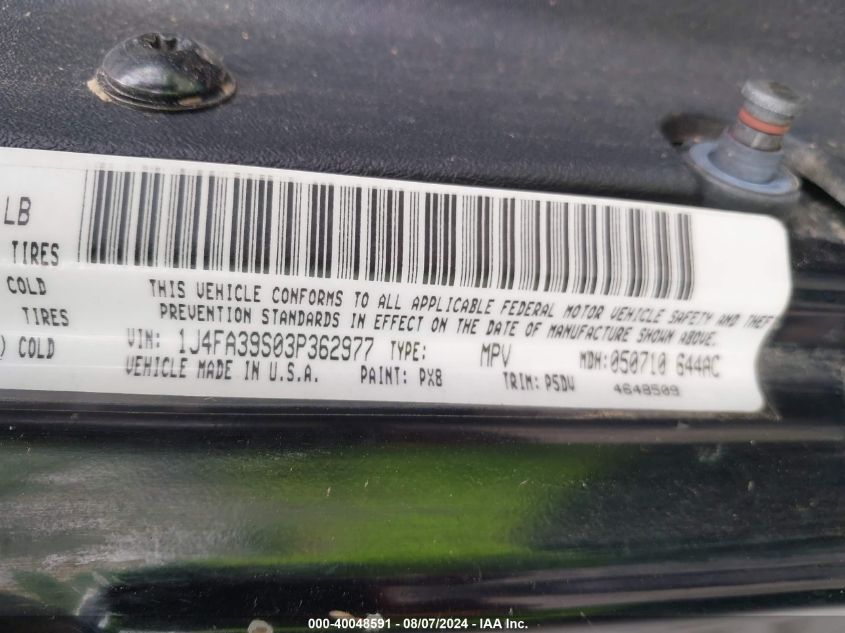 LB
TIRES
COLD
TIRES
) COLD
THIS VEHICLE CONFORMS TO ALL APPLICABLE FEDERAL MOTOR VEHICLE SAFETY AND THEFT
PREVENTION STANDARDS IN EFFECT ON THE DATE OF MANUFACTURE SHOWN ABOVE.
VIN: 1J4FA39S03P362977 TYPE: MPV MDH: 050710 G44AC
VEHICLE MADE IN U.S.A. PAINT: PX8 TRIM: P5DV 4648509
000-40048591 - 08/07/2024 - IAA Inc.